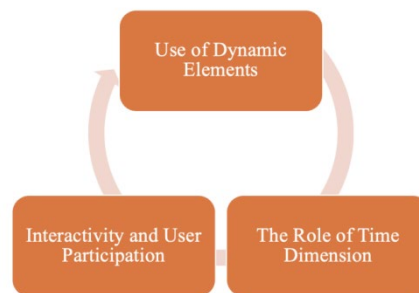 Use of Dynamic
Elements
The Role of Time
Dimension
Interactivity and User
Participation